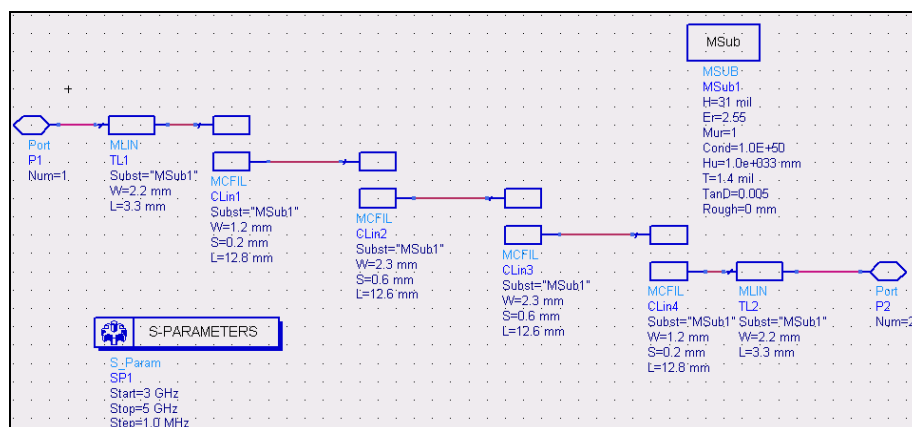 MSub
MSUB
MSub1
H=31 mil
Er=2.55
Mur=1
Cond=1.0E+50
Hu=1.0e+033 mm
T=1.4 mil
TanD=0.005
Rough=0 mm
Port
P1
Num=1
MLIN
TL1
Subst="MSub1"
W=2.2 mm
L=3.3 mm
MCFIL
CLin1
Subst="MSub1"
W=1.2 mm
S=0.2 mm
L=12.8 mm
MCFIL
CLin2
Subst="MSub1"
W=2.3 mm
S=0.6 mm
L=12.6 mm
MCFIL
CLin3
Subst="MSub1"
W=2.3 mm
S=0.6 mm
L=12.6 mm
MCFIL
CLin4
Subst="MSub1"
W=1.2 mm
S=0.2 mm
L=12.8 mm
MLIN
TL2
Subst="MSub1"
W=2.2 mm
L=3.3 mm
Port
P2
Num=2
S-PARAMETERS
S_Param
SP1
Start=3 GHz
Stop=5 GHz
Step=1.0 MHz